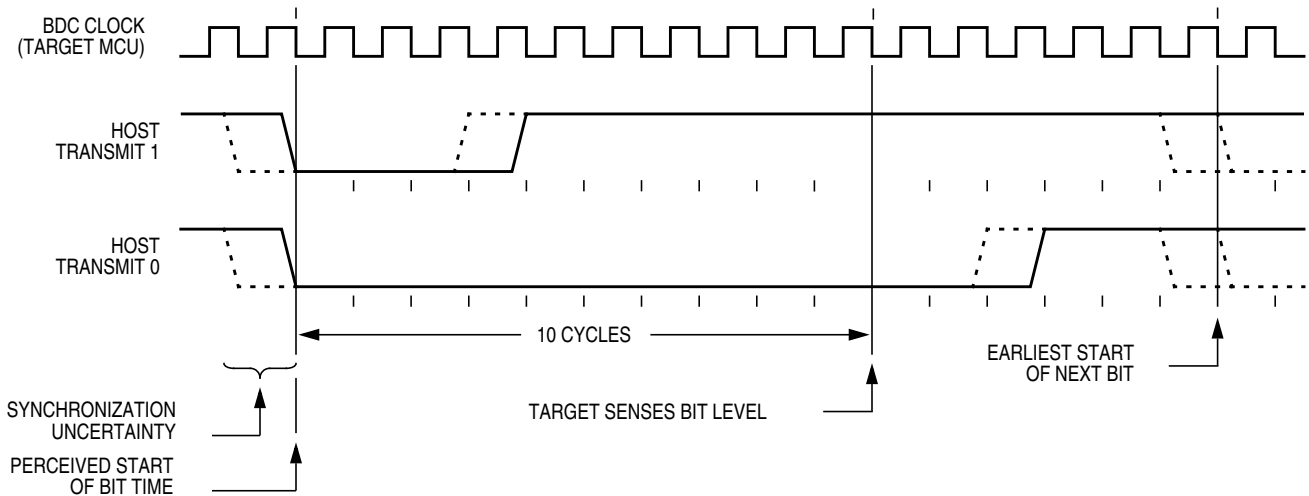 BDC CLOCK
(TARGET MCU)
HOST
TRANSMIT 1
HOST
TRANSMIT 0
10 CYCLES
EARLIEST START
OF NEXT BIT
SYNCHRONIZATION
UNCERTAINTY
TARGET SENSES BIT LEVEL
PERCEIVED START
OF BIT TIME